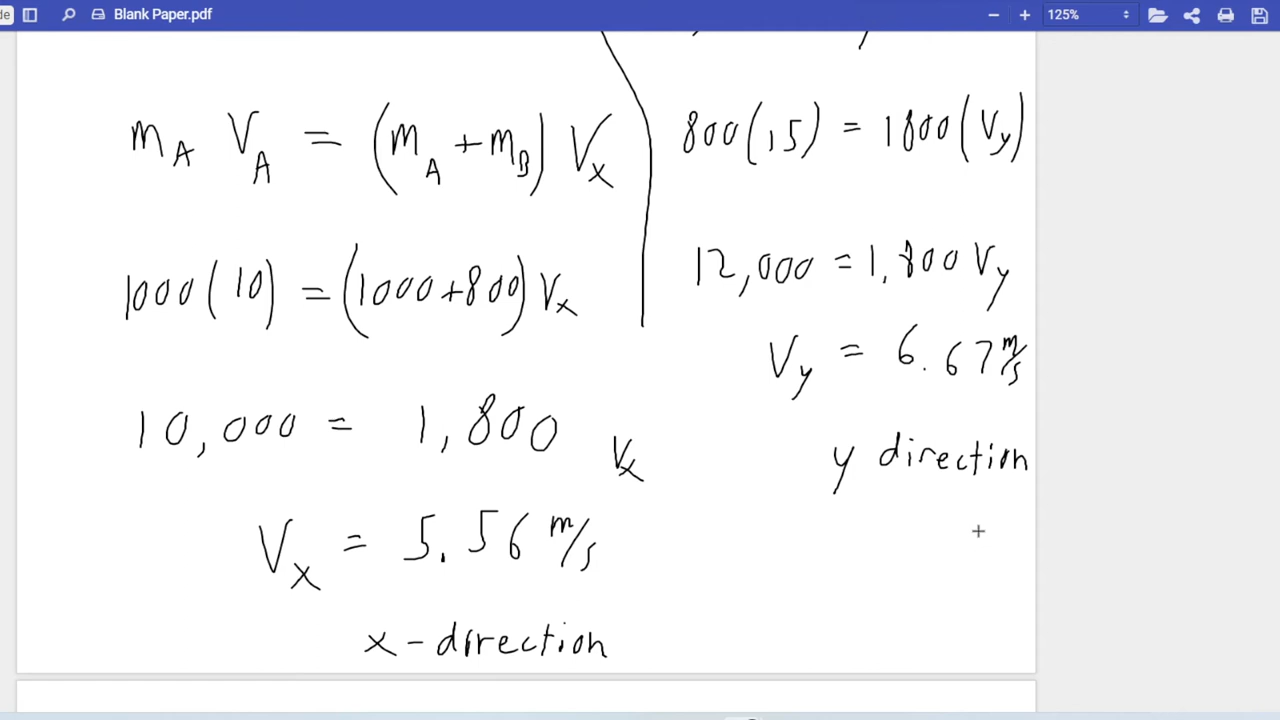 de
Blank Paper.pdf
125%
m_A V_A = (m_A + m_B) V_x
1000(10) = (1000+800) V_x
10,000 = 1,800 V_x
V_x = 5.56 m/s
x-direction
800(15) = 1800(V_y)
12,000 = 1,800 V_y
V_y = 6.67 m/s
y direction